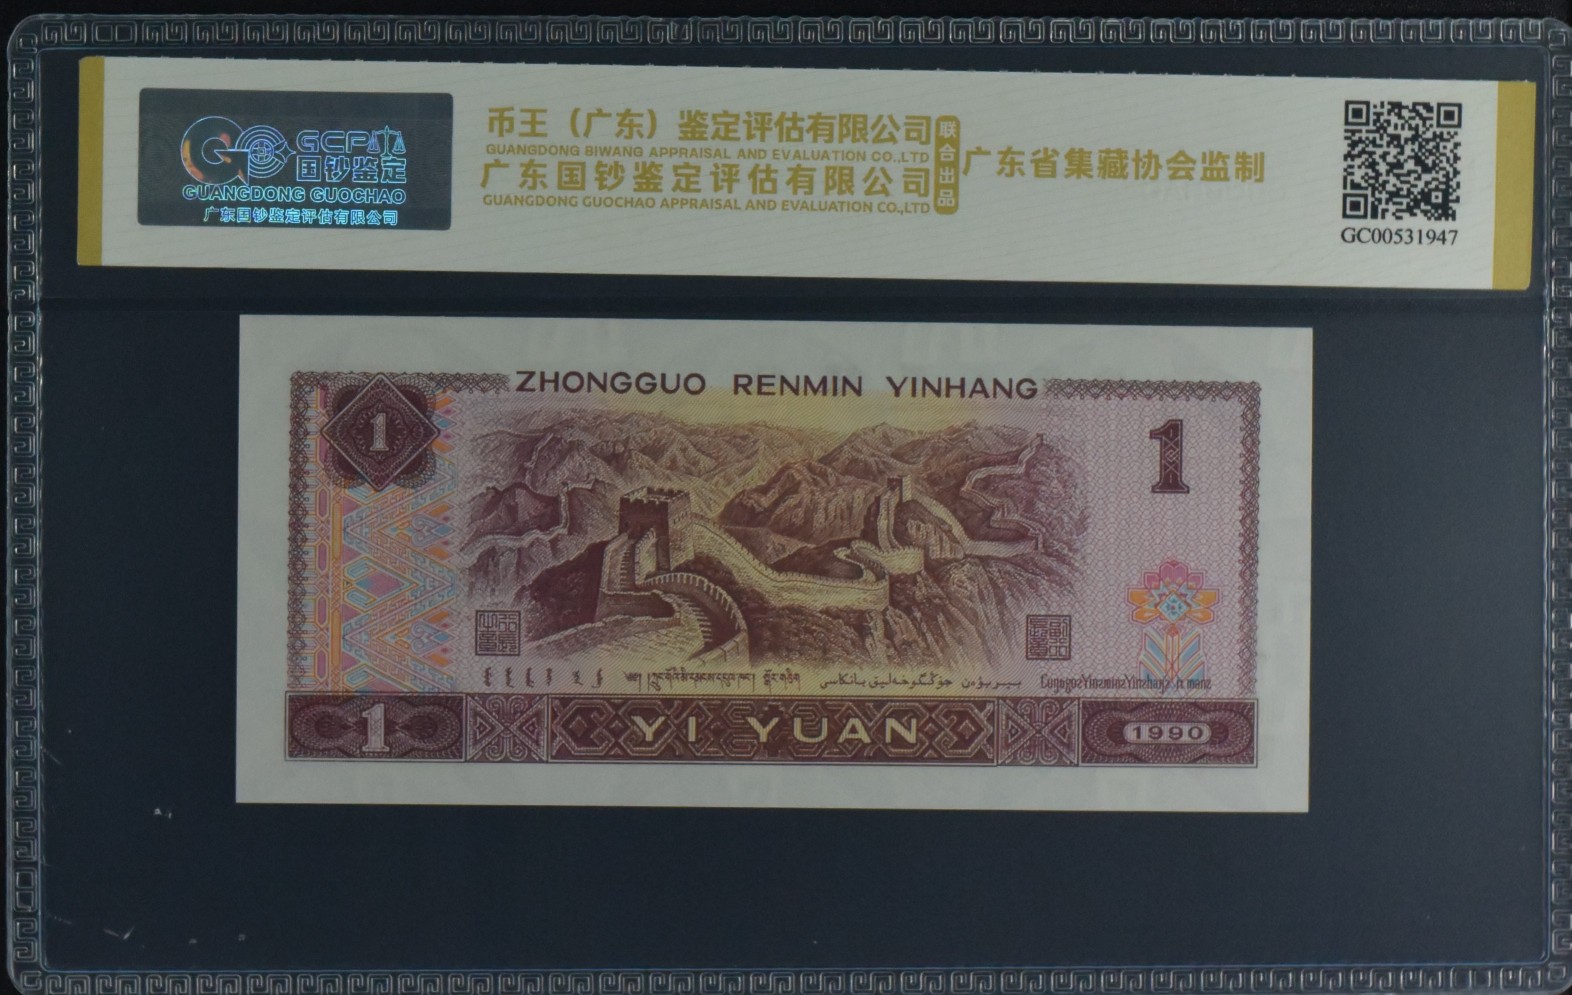 GCP
国钞鉴定
GUANGDONG GUOCHAO
广东国钞鉴定评估有限公司
币王（广东）鉴定评估有限公司
GUANGDONG BIWANG APPRAISAL AND EVALUATION CO.,LTD
广东国钞鉴定评估有限公司
GUANGDONG GUOCHAO APPRAISAL AND EVALUATION CO.,LTD
联合出品
广东省集藏协会监制
GC00531947
ZHONGGUO RENMIN YINHANG
1
1
1
YI YUAN
1990